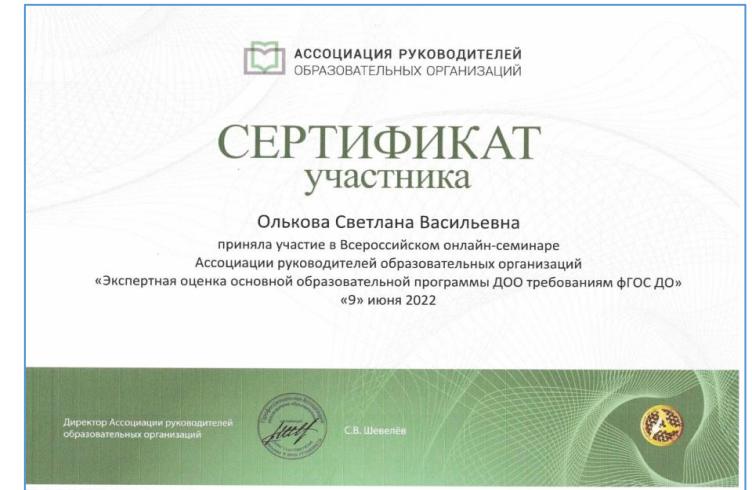 АССОЦИАЦИЯ РУКОВОДИТЕЛЕЙ
ОБРАЗОВАТЕЛЬНЫХ ОРГАНИЗАЦИЙ
СЕРТИФИКАТ
участника
Олькова Светлана Васильевна
приняла участие в Всероссийском онлайн-семинаре
Ассоциации руководителей образовательных организаций
«Экспертная оценка основной образовательной программы ДОО требованиям фГОС ДО»
«9» июня 2022
Директор Ассоциации руководителей
образовательных организаций
С.В. Шевелёв